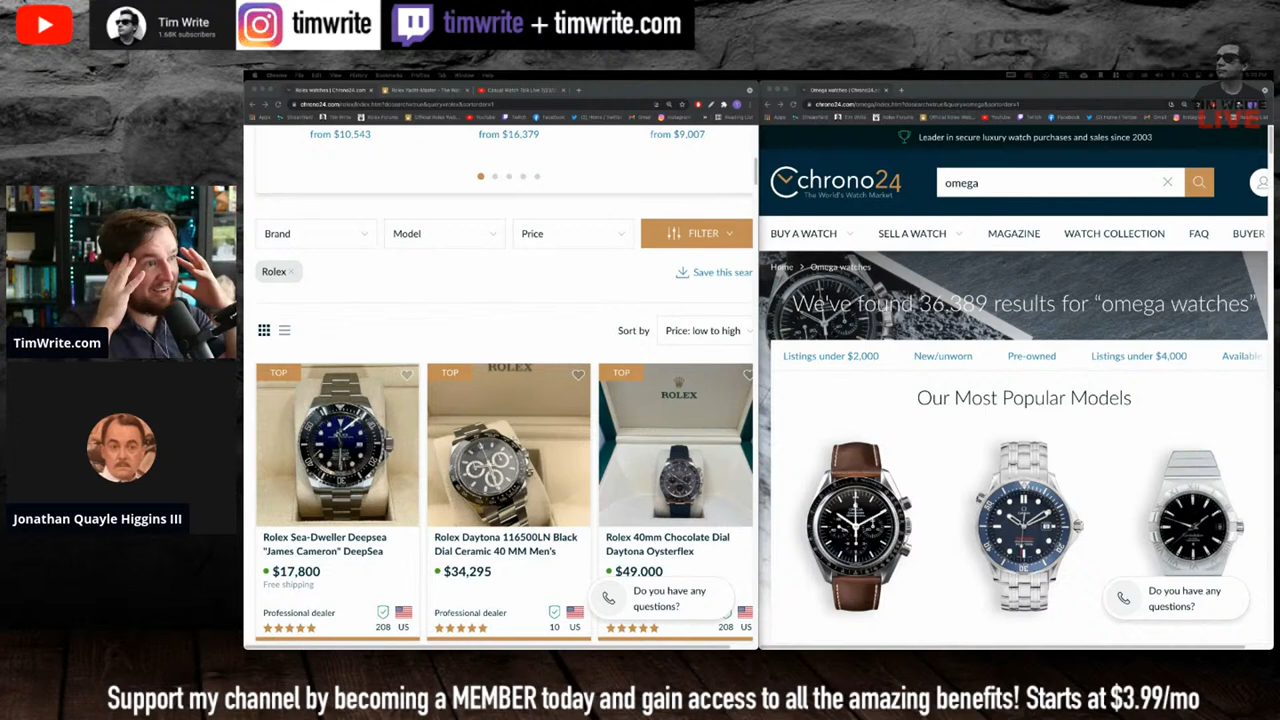 Tim Write
1.68K subscribers
timwrite
timwrite + timwrite.com
LIVE
from $10,543
from $16,379
from $9,007
Brand
Model
Price
FILTER
Rolex
Save this sear
Sort by
Price: low to high
TOP
TOP
TOP
ROLEX
ROLEX
Rolex Sea-Dweller Deepsea
"James Cameron" DeepSea
$17,800
Free shipping
Professional dealer
208 US
Rolex Daytona 116500LN Black
Dial Ceramic 40 MM Men's
$34,295
Professional dealer
10 US
Rolex 40mm Chocolate Dial
Daytona Oysterflex
$49.000
208 US
Do you have any
questions?
Leader in secure luxury watch purchases and sales since 2003
chrono24
The World's Watch Market
omega
BUY A WATCH
SELL A WATCH
MAGAZINE
WATCH COLLECTION
FAQ
BUYER
Home > Omega watches
We've found 36,389 results for “omega watches”
Listings under $2,000
New/unworn
Pre-owned
Listings under $4,000
Available
Our Most Popular Models
Do you have any
questions?
TimWrite.com
Jonathan Quayle Higgins III
Support my channel by becoming a MEMBER today and gain access to all the amazing benefits! Starts at $3.99/mo